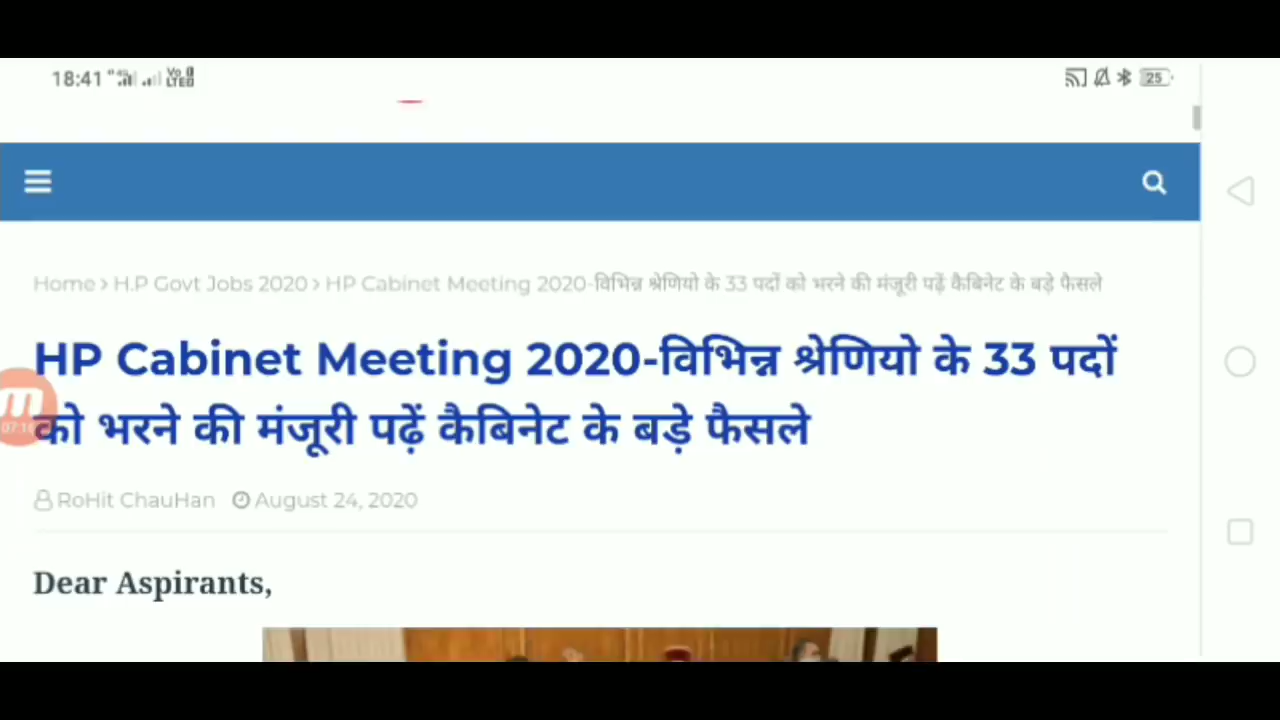 18:41
25
Home > H.P Govt Jobs 2020 > HP Cabinet Meeting 2020-विभिन्न श्रेणियो के 33 पदों को भरने की मंजूरी पढ़ें कैबिनेट के बड़े फैसले
HP Cabinet Meeting 2020-विभिन्न श्रेणियो के 33 पदों
को भरने की मंजूरी पढ़ें कैबिनेट के बड़े फैसले
RoHit ChauHan August 24, 2020
Dear Aspirants,